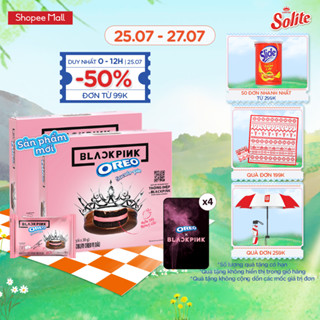 Shopee Mall
Solite
25.07 - 27.07
DUY NHẤT 0 - 12H | 25.07
-50%
ĐƠN TỪ 99K
Sản phẩm mới
BLACKPINK
OREO
BLACKPINK
OREO
x4
OREO
BLACKPINK
Slide
50 ĐƠN NHANH NHẤT
TỪ 299K
QUÀ ĐƠN 199K
QUÀ ĐƠN 259K
*Số lượng quà tặng có hạn
*Quà tặng không hiển thị trong giỏ hàng
*Quà tặng không cộng dồn các mốc giá trị đơn